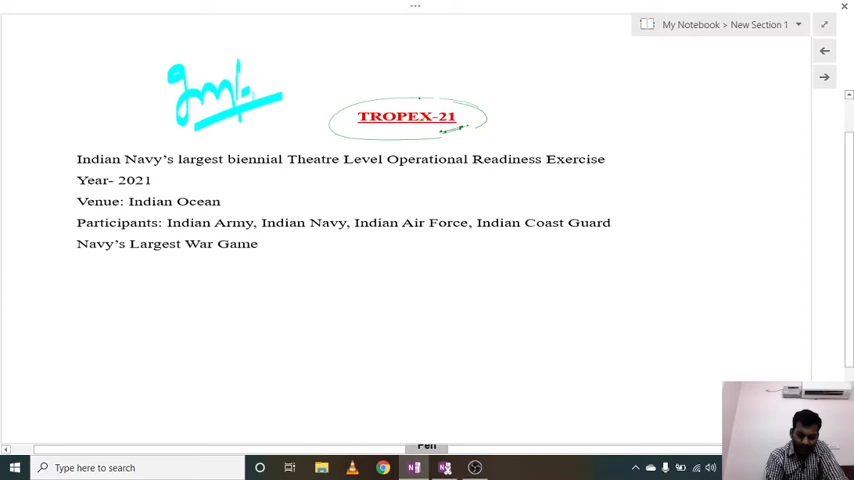 My Notebook > New Section 1
Imp.
TROPEX-21
Indian Navy's largest biennial Theatre Level Operational Readiness Exercise
Year- 2021
Venue: Indian Ocean
Participants: Indian Army, Indian Navy, Indian Air Force, Indian Coast Guard
Navy's Largest War Game
Pen
Type here to search